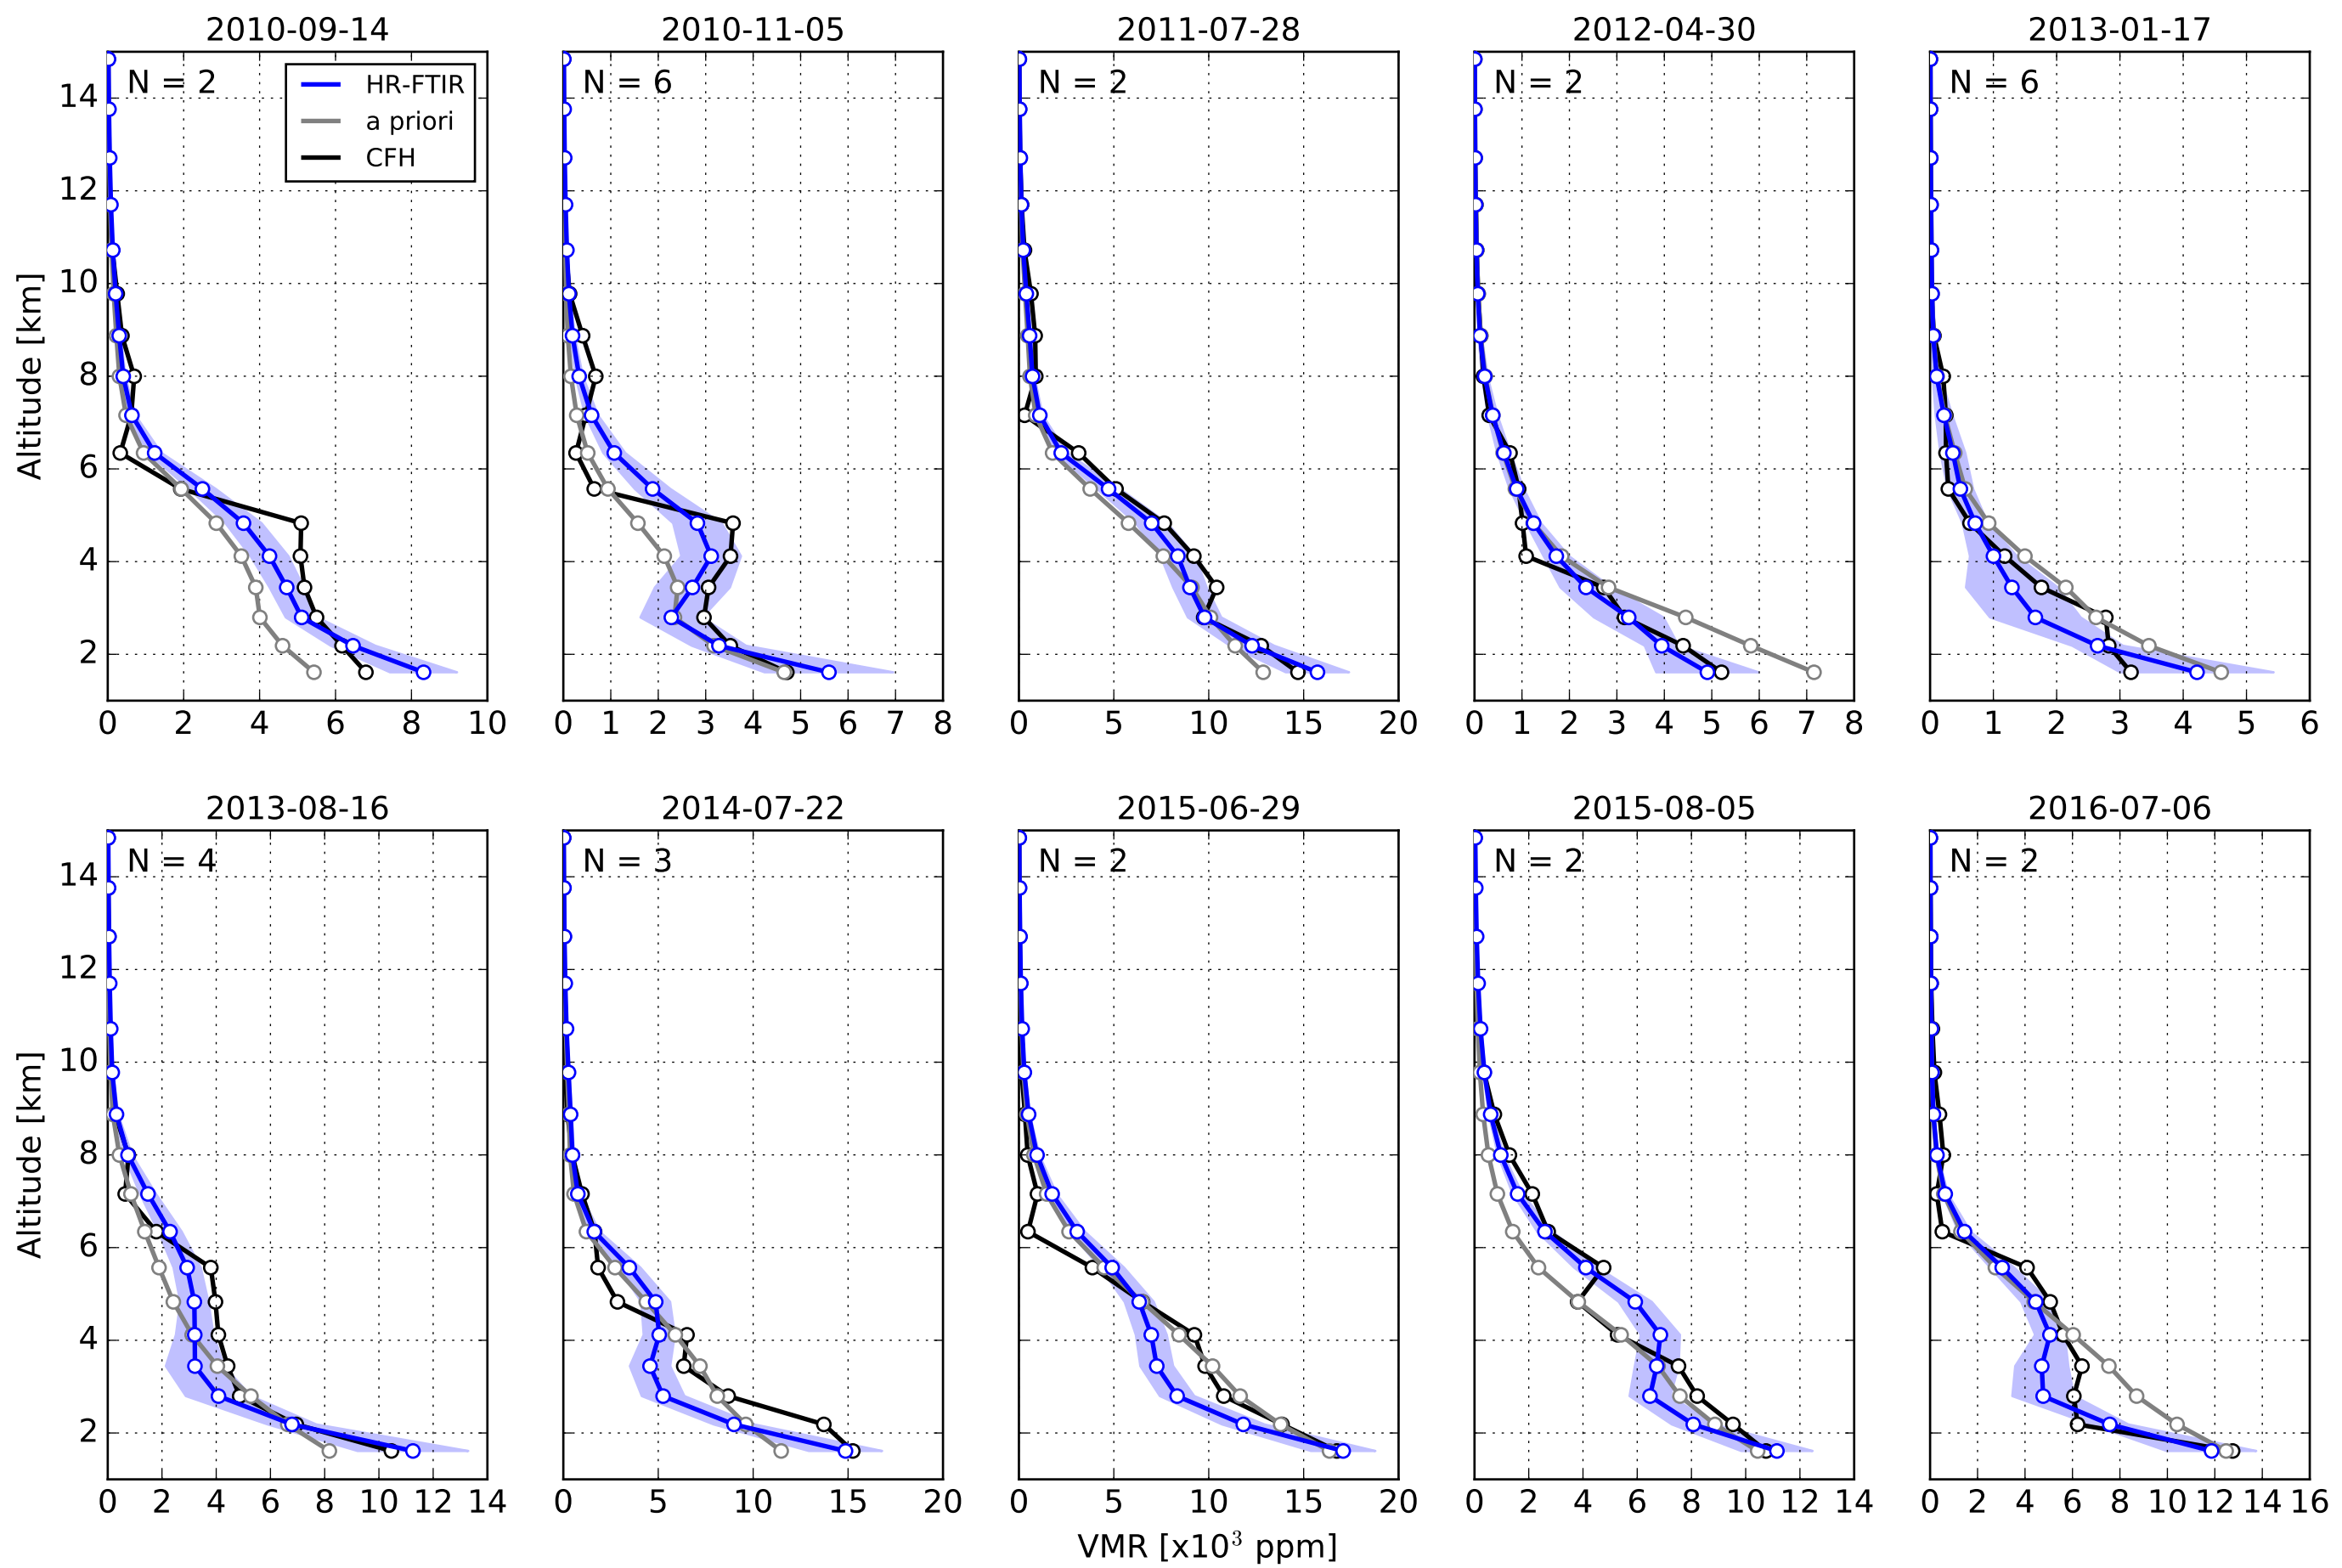 2010-09-14 2010-11-05 2011-07-28 2012-04-30 2013-01-17
N = 2 N = 6 N = 2 N = 2 N = 6
HR-FTIR
a priori
CFH
Altitude [km]
14
12
10
8
6
4
2
0 2 4 6 8 10
0 1 2 3 4 5 6 7 8
0 5 10 15 20
0 1 2 3 4 5 6 7 8
0 1 2 3 4 5 6
2013-08-16 2014-07-22 2015-06-29 2015-08-05 2016-07-06
N = 4 N = 3 N = 2 N = 2 N = 2
Altitude [km]
14
12
10
8
6
4
2
0 2 4 6 8 10 12 14
0 5 10 15 20
0 5 10 15 20
0 2 4 6 8 10 12 14
0 2 4 6 8 10 12 14 16
VMR [x10³ ppm]